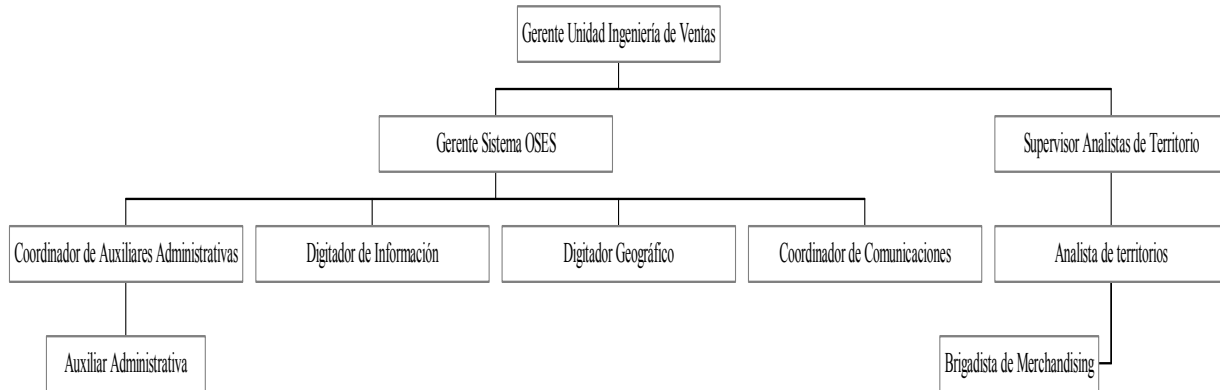 Gerente Unidad Ingeniería de Ventas
Gerente Sistema OSES
Supervisor Analistas de Territorio
Coordinador de Auxiliares Administrativas
Digitador de Información
Digitador Geográfico
Coordinador de Comunicaciones
Analista de territorios
Auxiliar Administrativa
Brigadista de Merchandising